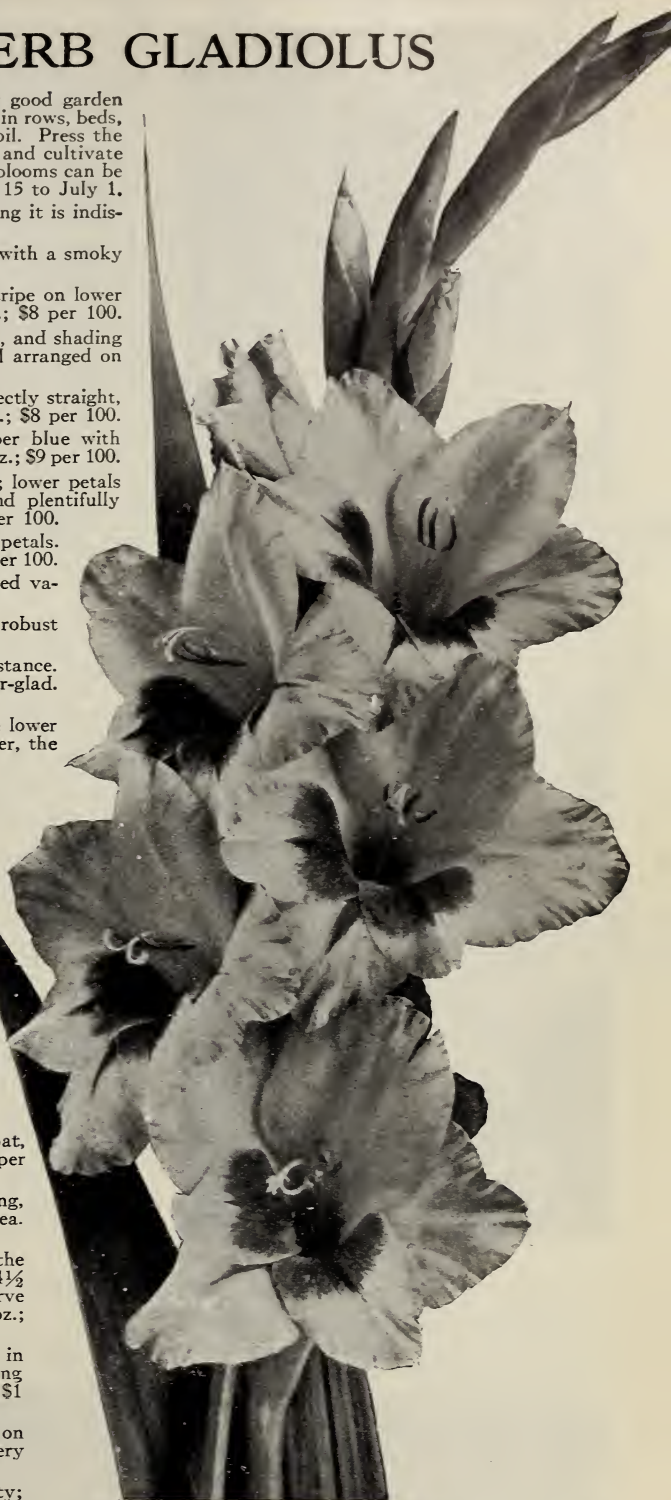 ERB GLADIOLUS
good garden
in rows, beds,
oil. Press the
and cultivate
blooms can be
15 to July 1.
ng it is indis-
with a smoky
ripe on lower
.; $8 per 100.
, and shading
l arranged on
ectly straight,
.; $8 per 100.
per blue with
z.; $9 per 100.
; lower petals
nd plentifully
er 100.
petals.
er 100.
ed va-
robust
stance.
r-glad.
lower
er, the
at,
per
ng,
ea.
the
4½
rve
oz.;
in
ng
$1
on
ery
ty;